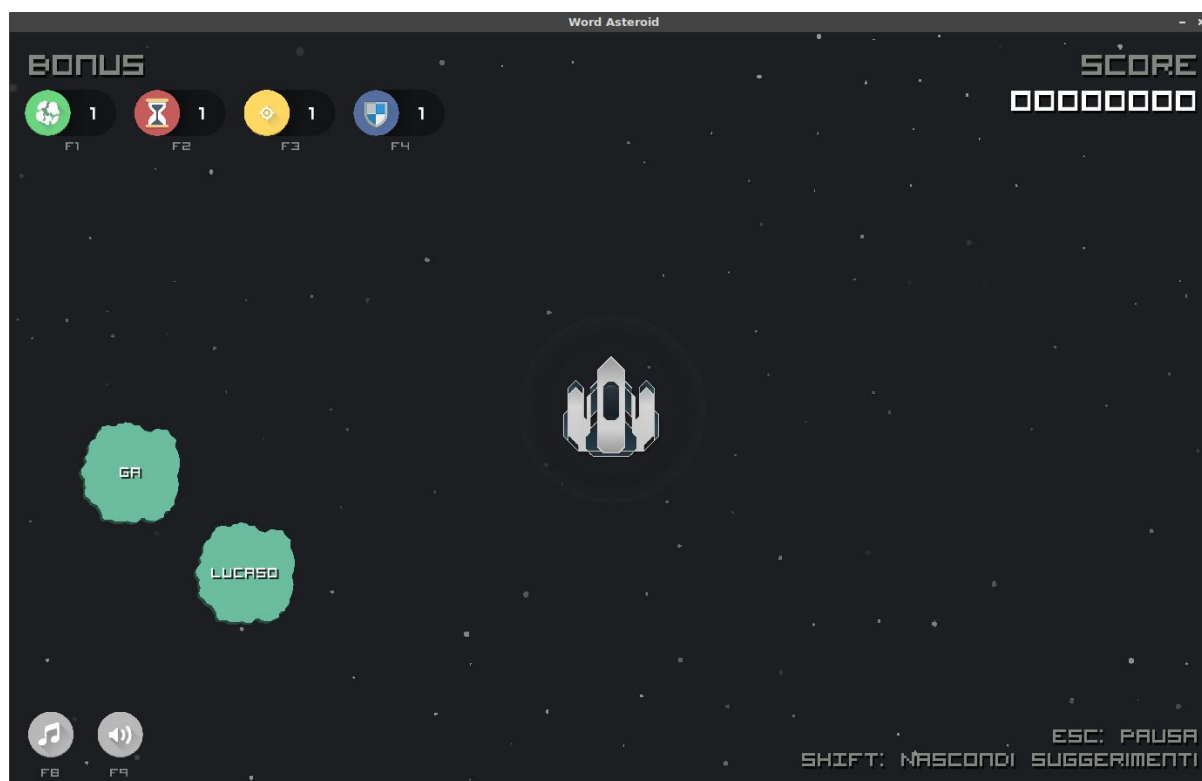 Word Asteroid
BONUS
SCORE
1
1
1
1
00000000
F1
F2
F3
F4
GA
LUCASO
F8
F9
ESC: PAUSA
SHIFT: NASCONDI SUGGERIMENTI